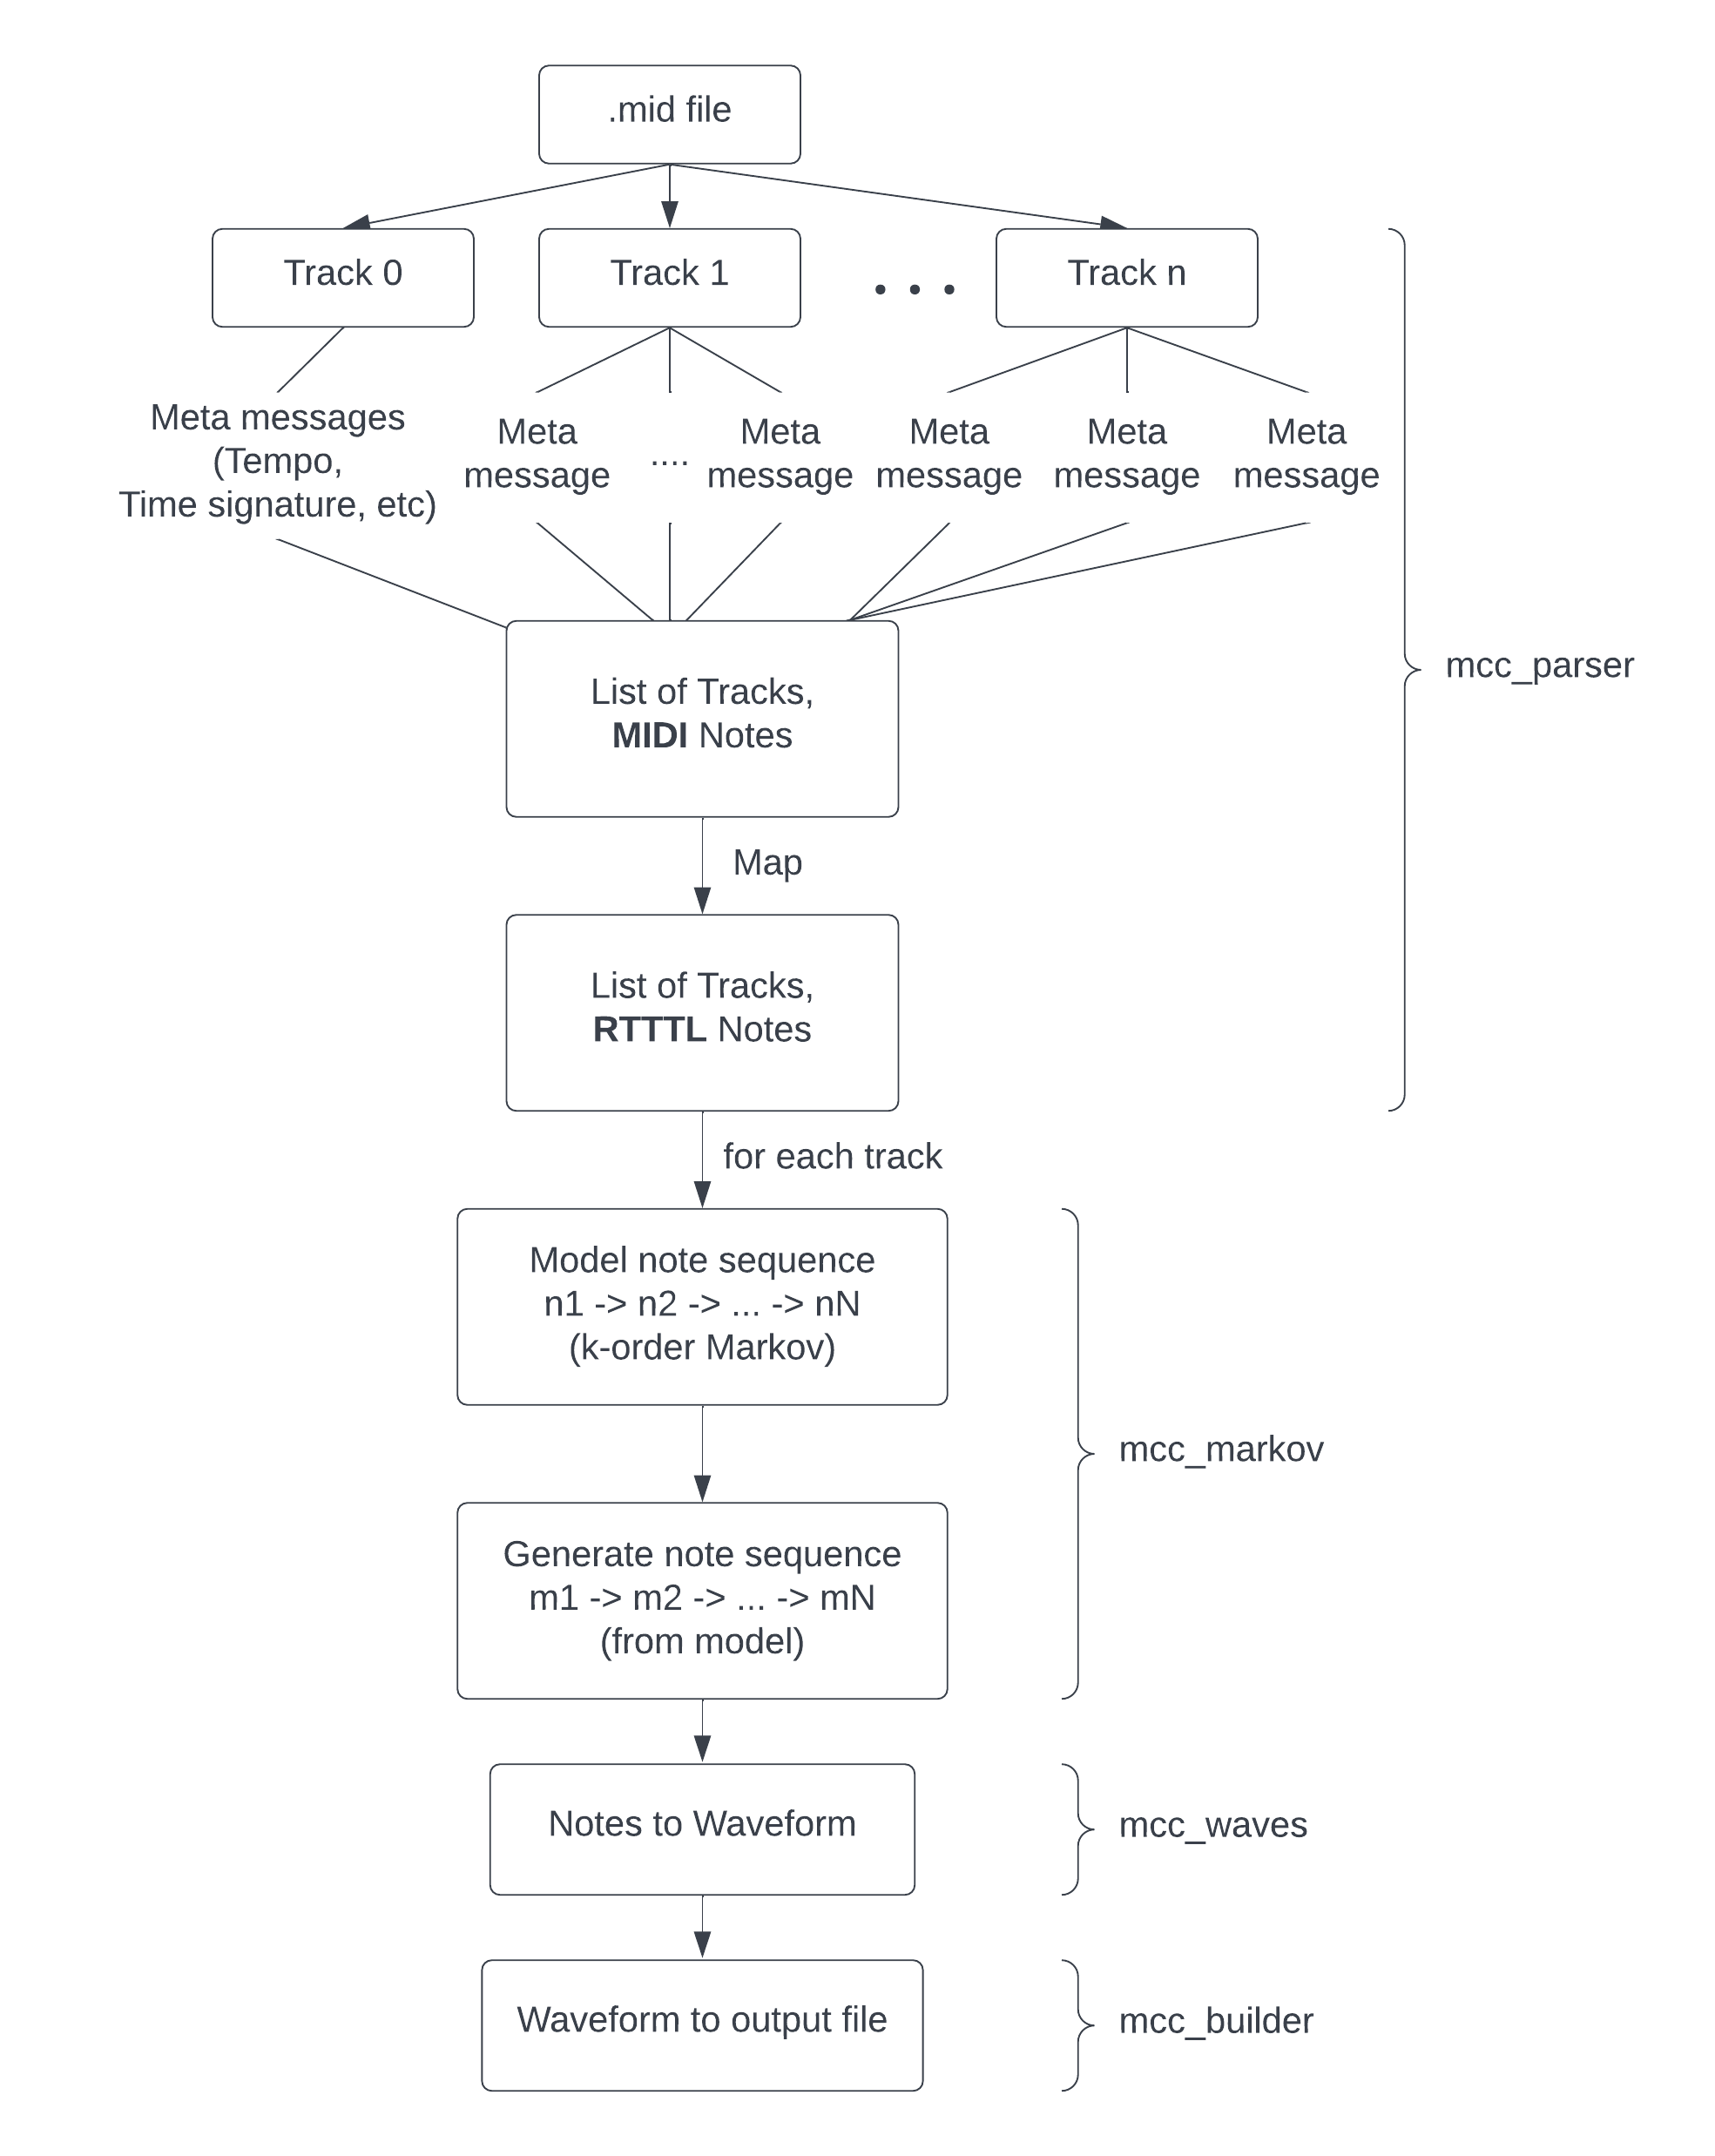 .mid file
Track 0
Track 1
. . .
Track n
Meta messages
(Tempo,
Time signature, etc)
Meta
message
....
Meta
message
Meta
message
Meta
message
Meta
message
mcc_parser
List of Tracks,
MIDI Notes
Map
List of Tracks,
RTTTL Notes
for each track
Model note sequence
n1 -> n2 -> ... -> nN
(k-order Markov)
mcc_markov
Generate note sequence
m1 -> m2 -> ... -> mN
(from model)
Notes to Waveform
mcc_waves
Waveform to output file
mcc_builder